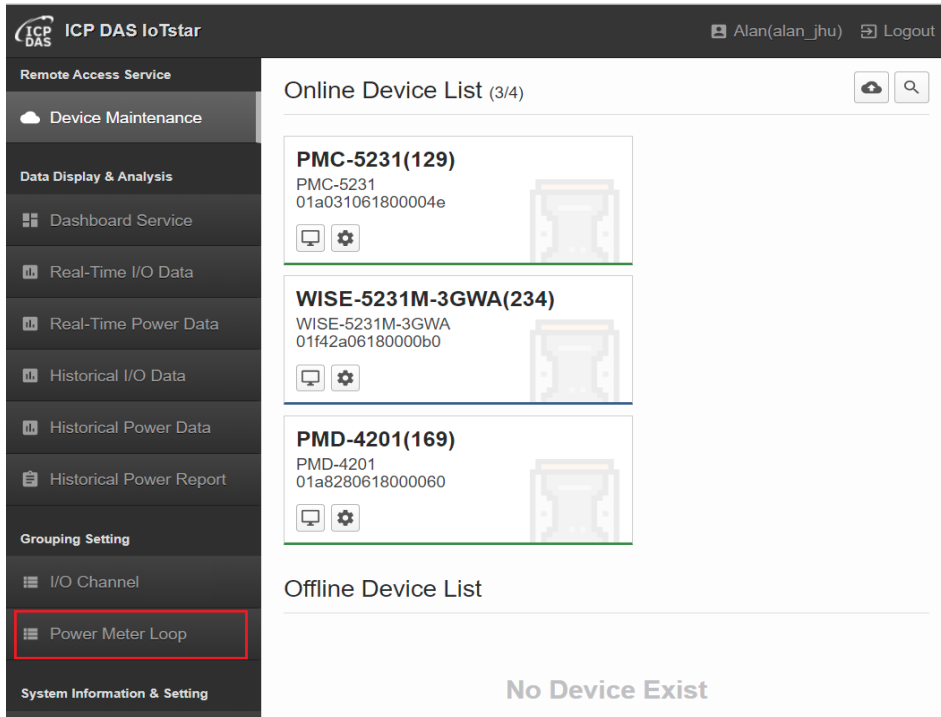 ICP DAS
ICP DAS IoTstar
Alan(alan_jhu)
Logout
Remote Access Service
Device Maintenance
Data Display & Analysis
Dashboard Service
Real-Time I/O Data
Real-Time Power Data
Historical I/O Data
Historical Power Data
Historical Power Report
Grouping Setting
I/O Channel
Power Meter Loop
System Information & Setting
Online Device List (3/4)
PMC-5231(129)
PMC-5231
01a031061800004e
WISE-5231M-3GWA(234)
WISE-5231M-3GWA
01f42a06180000b0
PMD-4201(169)
PMD-4201
01a8280618000060
Offline Device List
No Device Exist